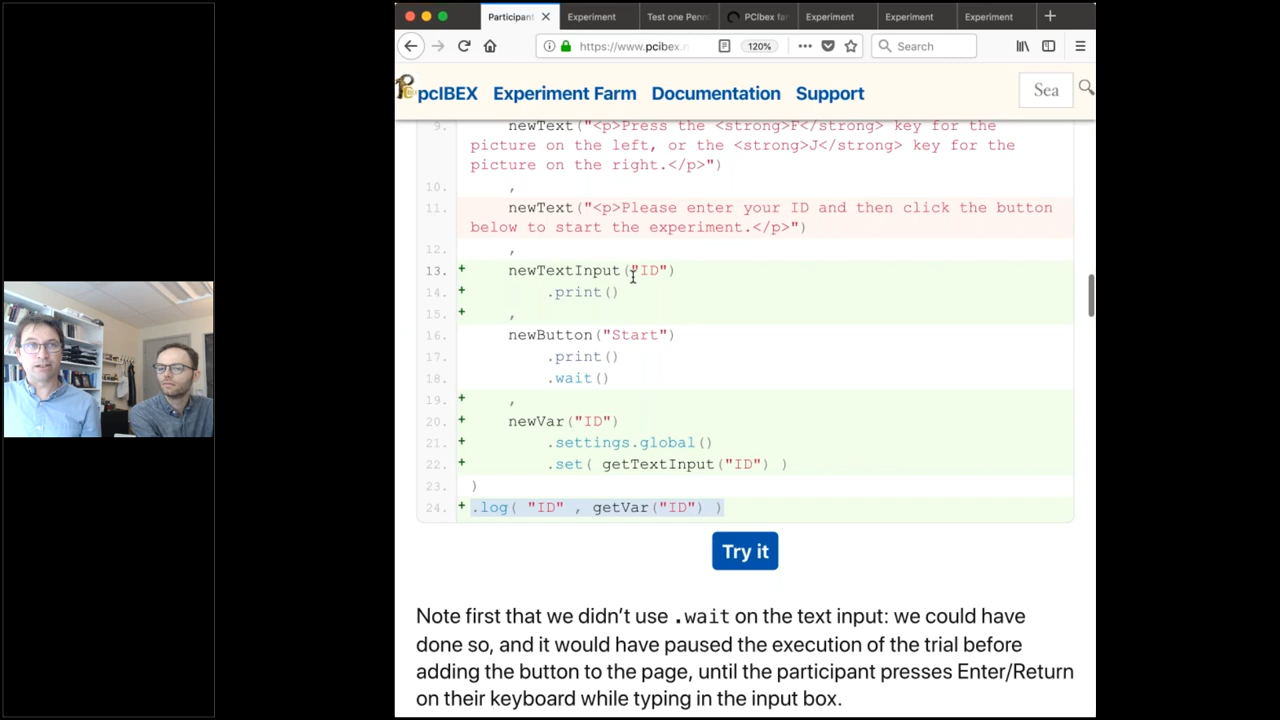 Participant
Experiment
Test one Penn
PCIbex far
Experiment
Experiment
Experiment
https://www.pcibex.n
120%
Search
pcIBEX
Experiment Farm
Documentation
Support
Sea
9. newText("<p>Press the <strong>F</strong> key for the
picture on the left, or the <strong>J</strong> key for the
picture on the right.</p>")
10. ,
11. newText("<p>Please enter your ID and then click the button
below to start the experiment.</p>")
12. ,
13. + newTextInput("ID")
14. + .print()
15. + ,
16. newButton("Start")
17. .print()
18. .wait()
19. + ,
20. + newVar("ID")
21. + .settings.global()
22. + .set( getTextInput("ID") )
23. )
24. + .log( "ID" , getVar("ID") )
Try it
Note first that we didn’t use .wait on the text input: we could have
done so, and it would have paused the execution of the trial before
adding the button to the page, until the participant presses Enter/Return
on their keyboard while typing in the input box.